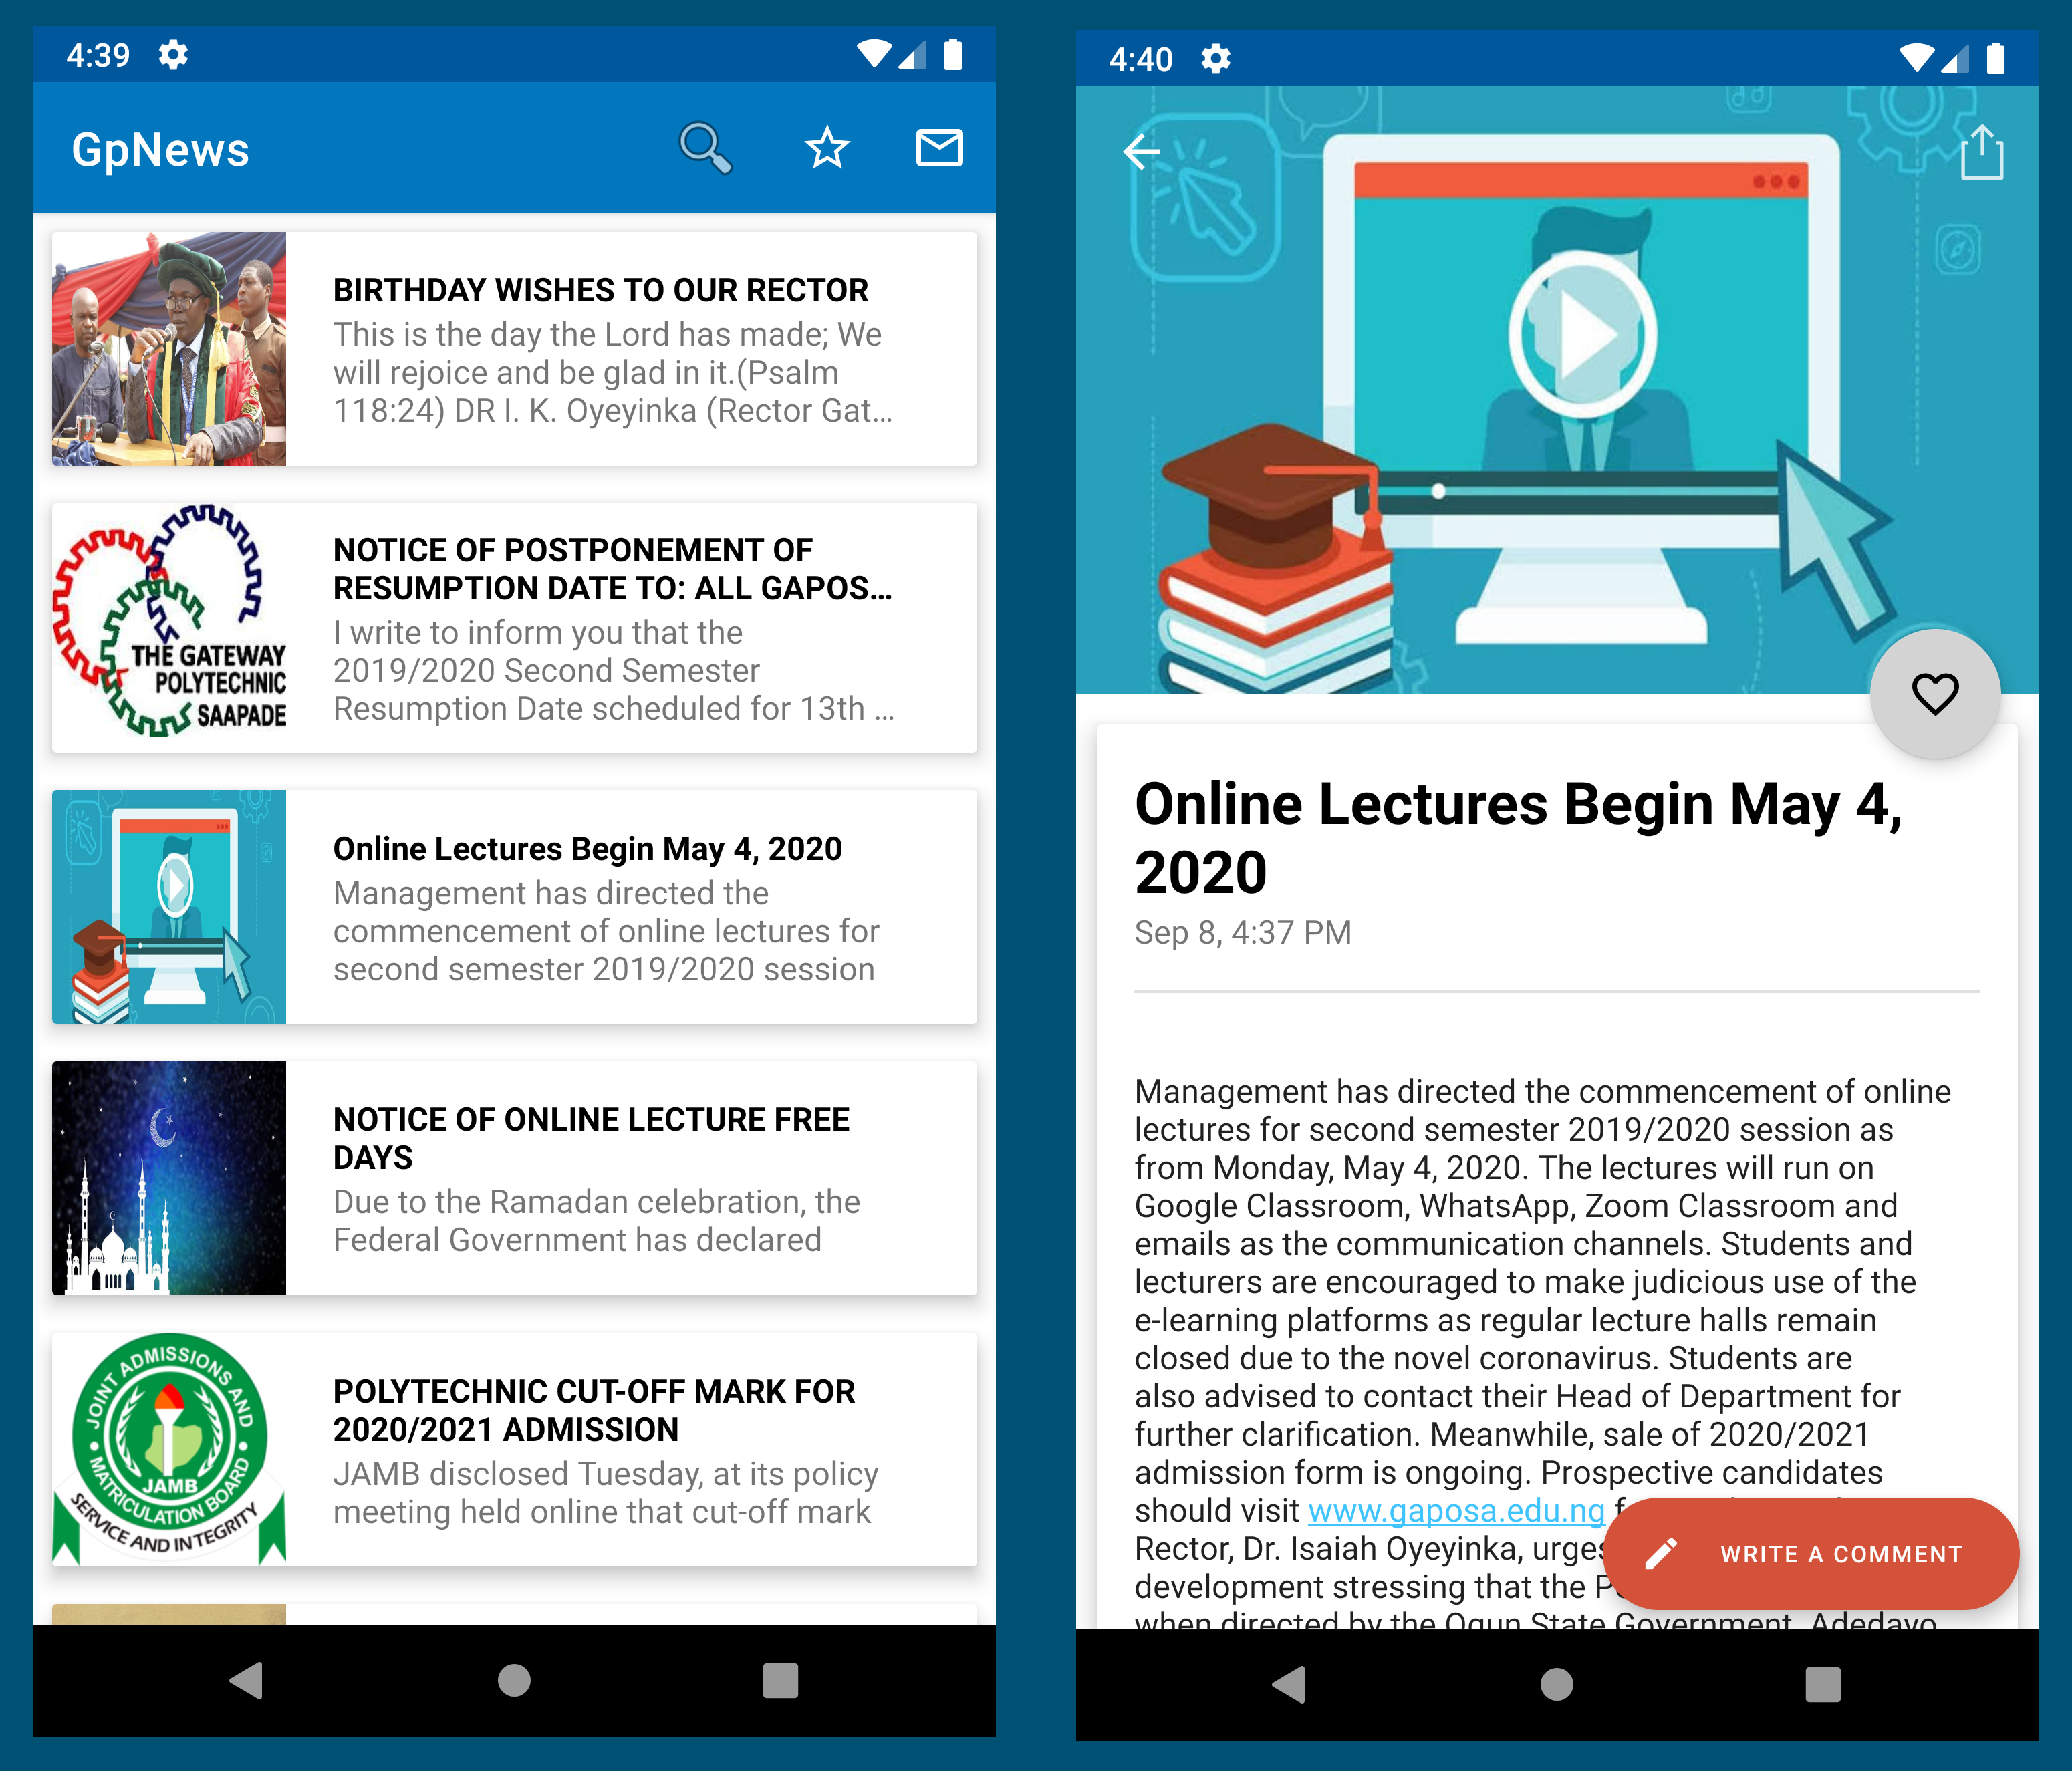 4:39
GpNews
BIRTHDAY WISHES TO OUR RECTOR
This is the day the Lord has made; We
will rejoice and be glad in it.(Psalm
118:24) DR I. K. Oyeyinka (Rector Gat...
THE GATEWAY
POLYTECHNIC
SAAPADE
NOTICE OF POSTPONEMENT OF
RESUMPTION DATE TO: ALL GAPOS...
I write to inform you that the
2019/2020 Second Semester
Resumption Date scheduled for 13th ...
Online Lectures Begin May 4, 2020
Management has directed the
commencement of online lectures for
second semester 2019/2020 session
NOTICE OF ONLINE LECTURE FREE
DAYS
Due to the Ramadan celebration, the
Federal Government has declared
JOINT ADMISSIONS AND
MATRICULATION BOARD
JAMB
SERVICE AND INTEGRITY
POLYTECHNIC CUT-OFF MARK FOR
2020/2021 ADMISSION
JAMB disclosed Tuesday, at its policy
meeting held online that cut-off mark
4:40
Online Lectures Begin May 4,
2020
Sep 8, 4:37 PM
Management has directed the commencement of online
lectures for second semester 2019/2020 session as
from Monday, May 4, 2020. The lectures will run on
Google Classroom, WhatsApp, Zoom Classroom and
emails as the communication channels. Students and
lecturers are encouraged to make judicious use of the
e-learning platforms as regular lecture halls remain
closed due to the novel coronavirus. Students are
also advised to contact their Head of Department for
further clarification. Meanwhile, sale of 2020/2021
admission form is ongoing. Prospective candidates
should visit www.gaposa.edu.ng
Rector, Dr. Isaiah Oyeyinka, urges
development stressing that the
when directed by the Ogun State Government. Adedayo
WRITE A COMMENT